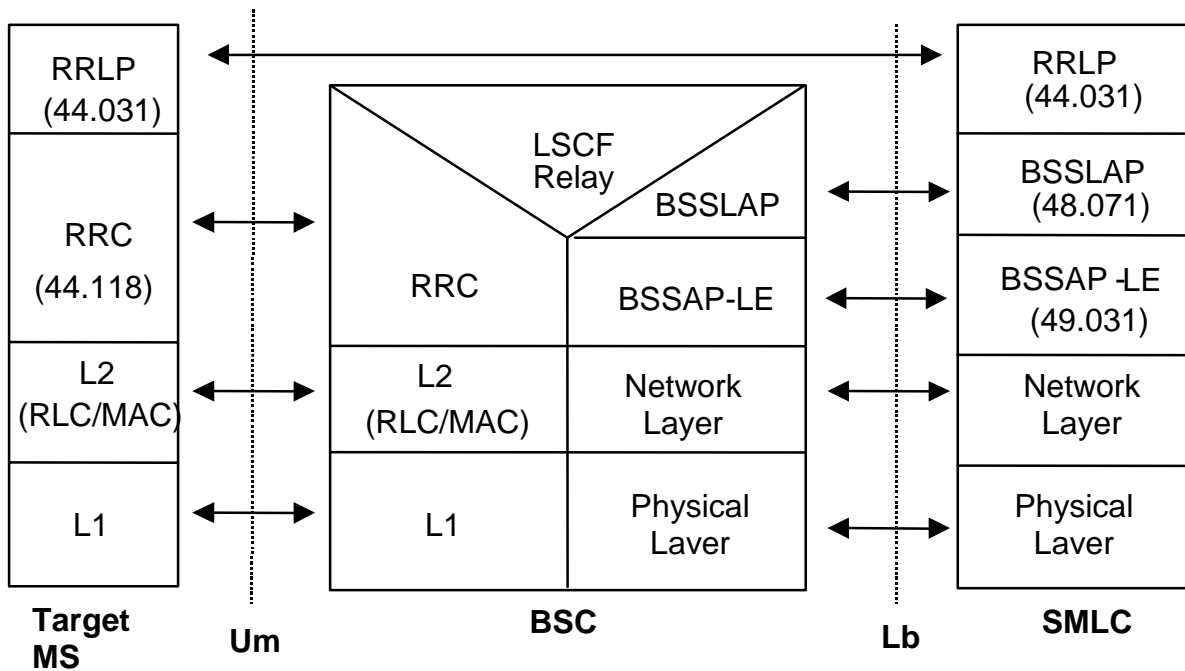 RRLP
(44.031)
RRC
(44.118)
L2
(RLC/MAC)
L1
Target
MS
Um
LSCF
Relay
BSSLAP
RRC
BSSAP-LE
L2
(RLC/MAC)
Network
Layer
L1
Physical
Laver
BSC
Lb
RRLP
(44.031)
BSSLAP
(48.071)
BSSAP-LE
(49.031)
Network
Layer
Physical
Laver
SMLC